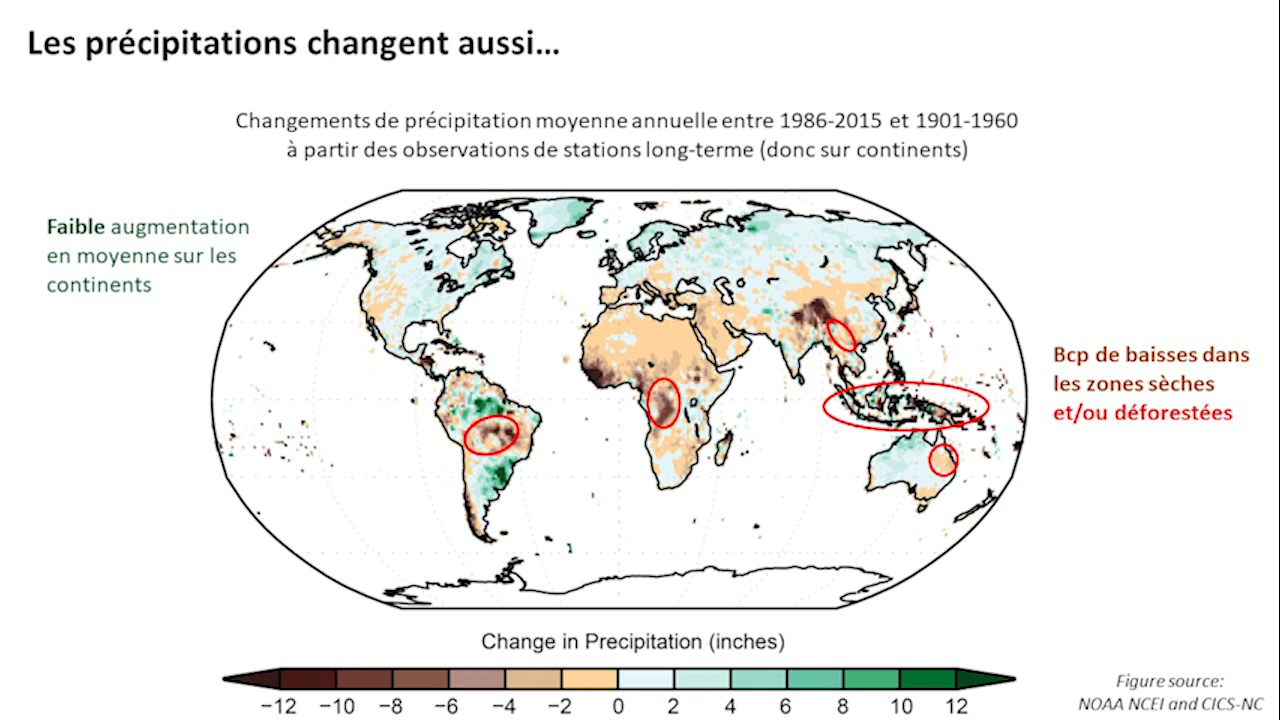 Les précipitations changent aussi...
Changements de précipitation moyenne annuelle entre 1986-2015 et 1901-1960
à partir des observations de stations long-terme (donc sur continents)
Faible augmentation
en moyenne sur les
continents
Bcp de baisses dans
les zones sèches
et/ou déforestées
Change in Precipitation (inches)
−12 −10 −8 −6 −4 −2 0 2 4 6 8 10 12
Figure source:
NOAA NCEI and CICS-NC